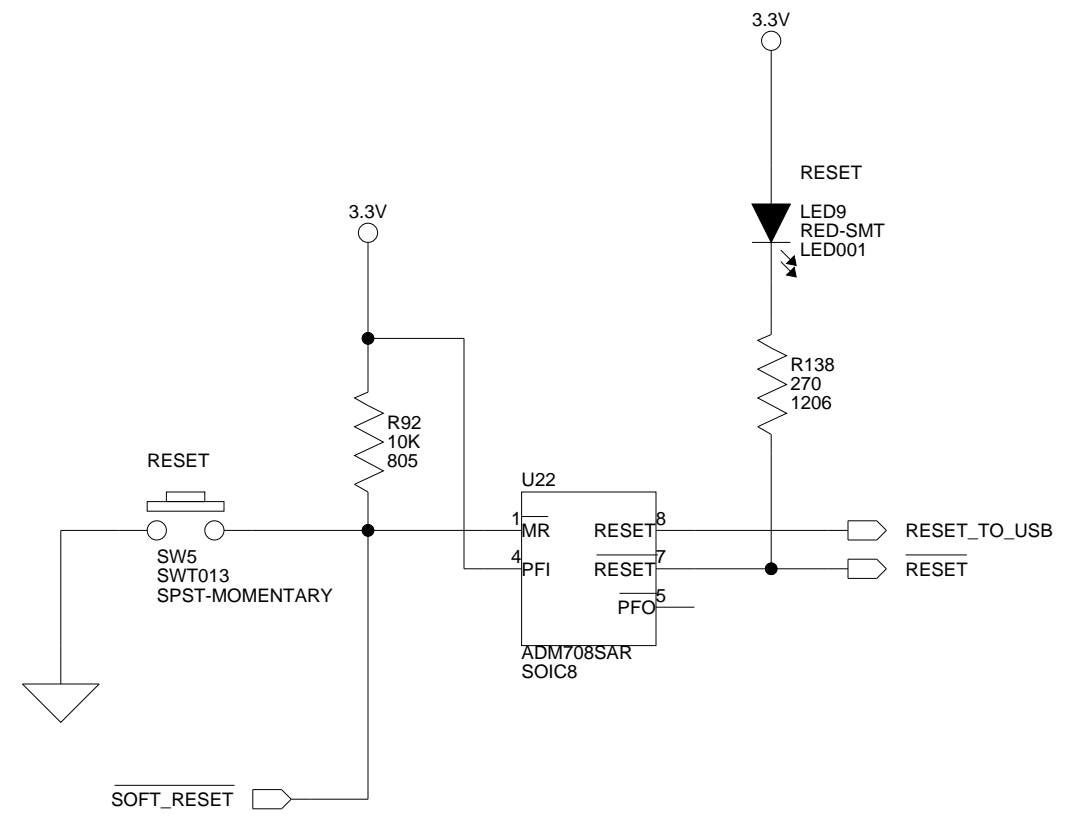 3.3V
RESET
LED9
RED-SMT
LED001
3.3V
R138
270
1206
R92
10K
805
RESET
SW5
SWT013
SPST-MOMENTARY
U22
1
MR
4
PFI
RESET
8
RESET
7
PFO
5
ADM708SAR
SOIC8
RESET_TO_USB
RESET
SOFT_RESET